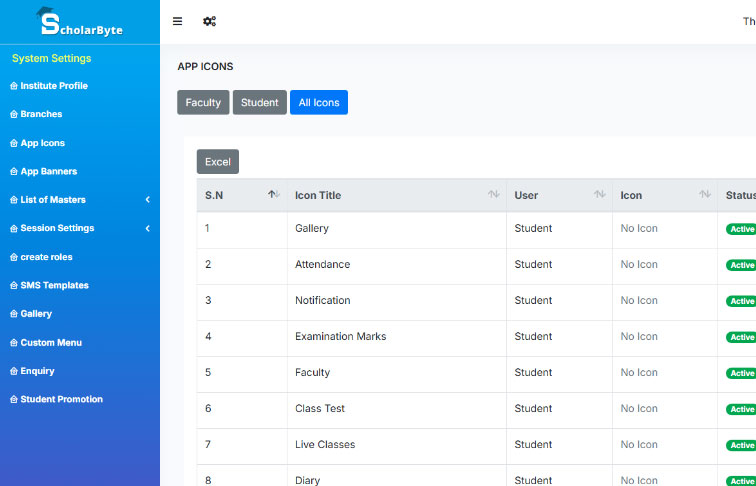 ScholarByte
Th
System Settings
Institute Profile
Branches
App Icons
App Banners
List of Masters
Session Settings
create roles
SMS Templates
Gallery
Custom Menu
Enquiry
Student Promotion
APP ICONS
Faculty Student All Icons
Excel
S.N Icon Title User Icon Status
1 Gallery Student No Icon Active
2 Attendance Student No Icon Active
3 Notification Student No Icon Active
4 Examination Marks Student No Icon Active
5 Faculty Student No Icon Active
6 Class Test Student No Icon Active
7 Live Classes Student No Icon Active
8 Diary Student No Icon Active